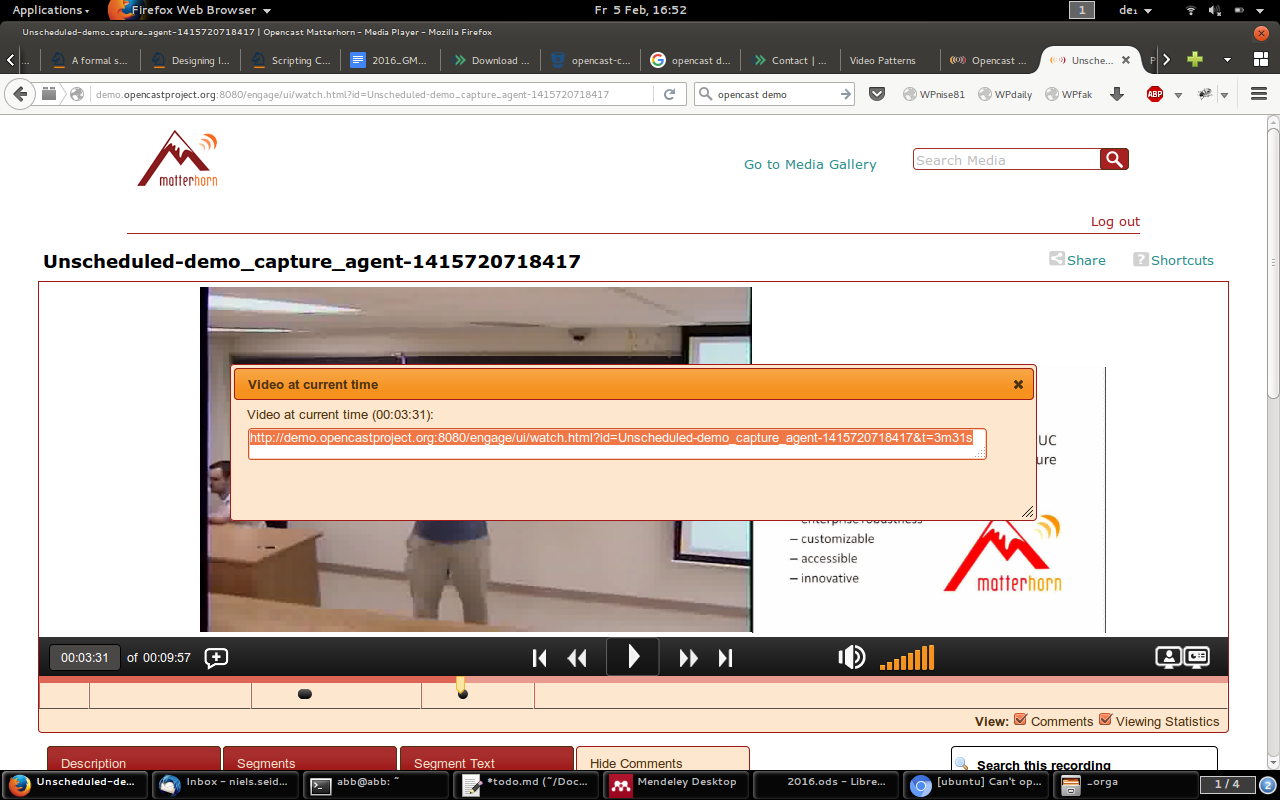 Applications
Firefox Web Browser
Fr 5 Feb, 16:52
1
de₁
Unscheduled-demo_capture_agent-1415720718417 | Opencast Matterhorn – Media Player – Mozilla Firefox
A formal s...
Designing I...
Scripting C...
2016_GM...
Download ...
opencast-c...
opencast d...
Contact | ...
Video Patterns
Opencast ...
Unsche...
demo.opencastproject.org:8080/engage/ui/watch.html?id=Unscheduled-demo_capture_agent-1415720718417
opencast demo
ABP
WPnise81
WPdaily
WPfak
matterhorn
Go to Media Gallery
Search Media
Log out
Unscheduled-demo_capture_agent-1415720718417
Share
Shortcuts
Video at current time
Video at current time (00:03:31):
http://demo.opencastproject.org:8080/engage/ui/watch.html?id=Unscheduled-demo_capture_agent-1415720718417&t=3m31s
UC
ure
enterprise robustness
– customizable
– accessible
– innovative
matterhorn
00:03:31
of 00:09:57
View: Comments Viewing Statistics
Description
Segments
Segment Text
Hide Comments
Search this recording
Unscheduled-de...
Inbox – niels.seid...
abb@abb: ~
*todo.md (~/Doc...
Mendeley Desktop
2016.ods – Libre...
[ubuntu] Can't op...
_orga
1 / 4
2